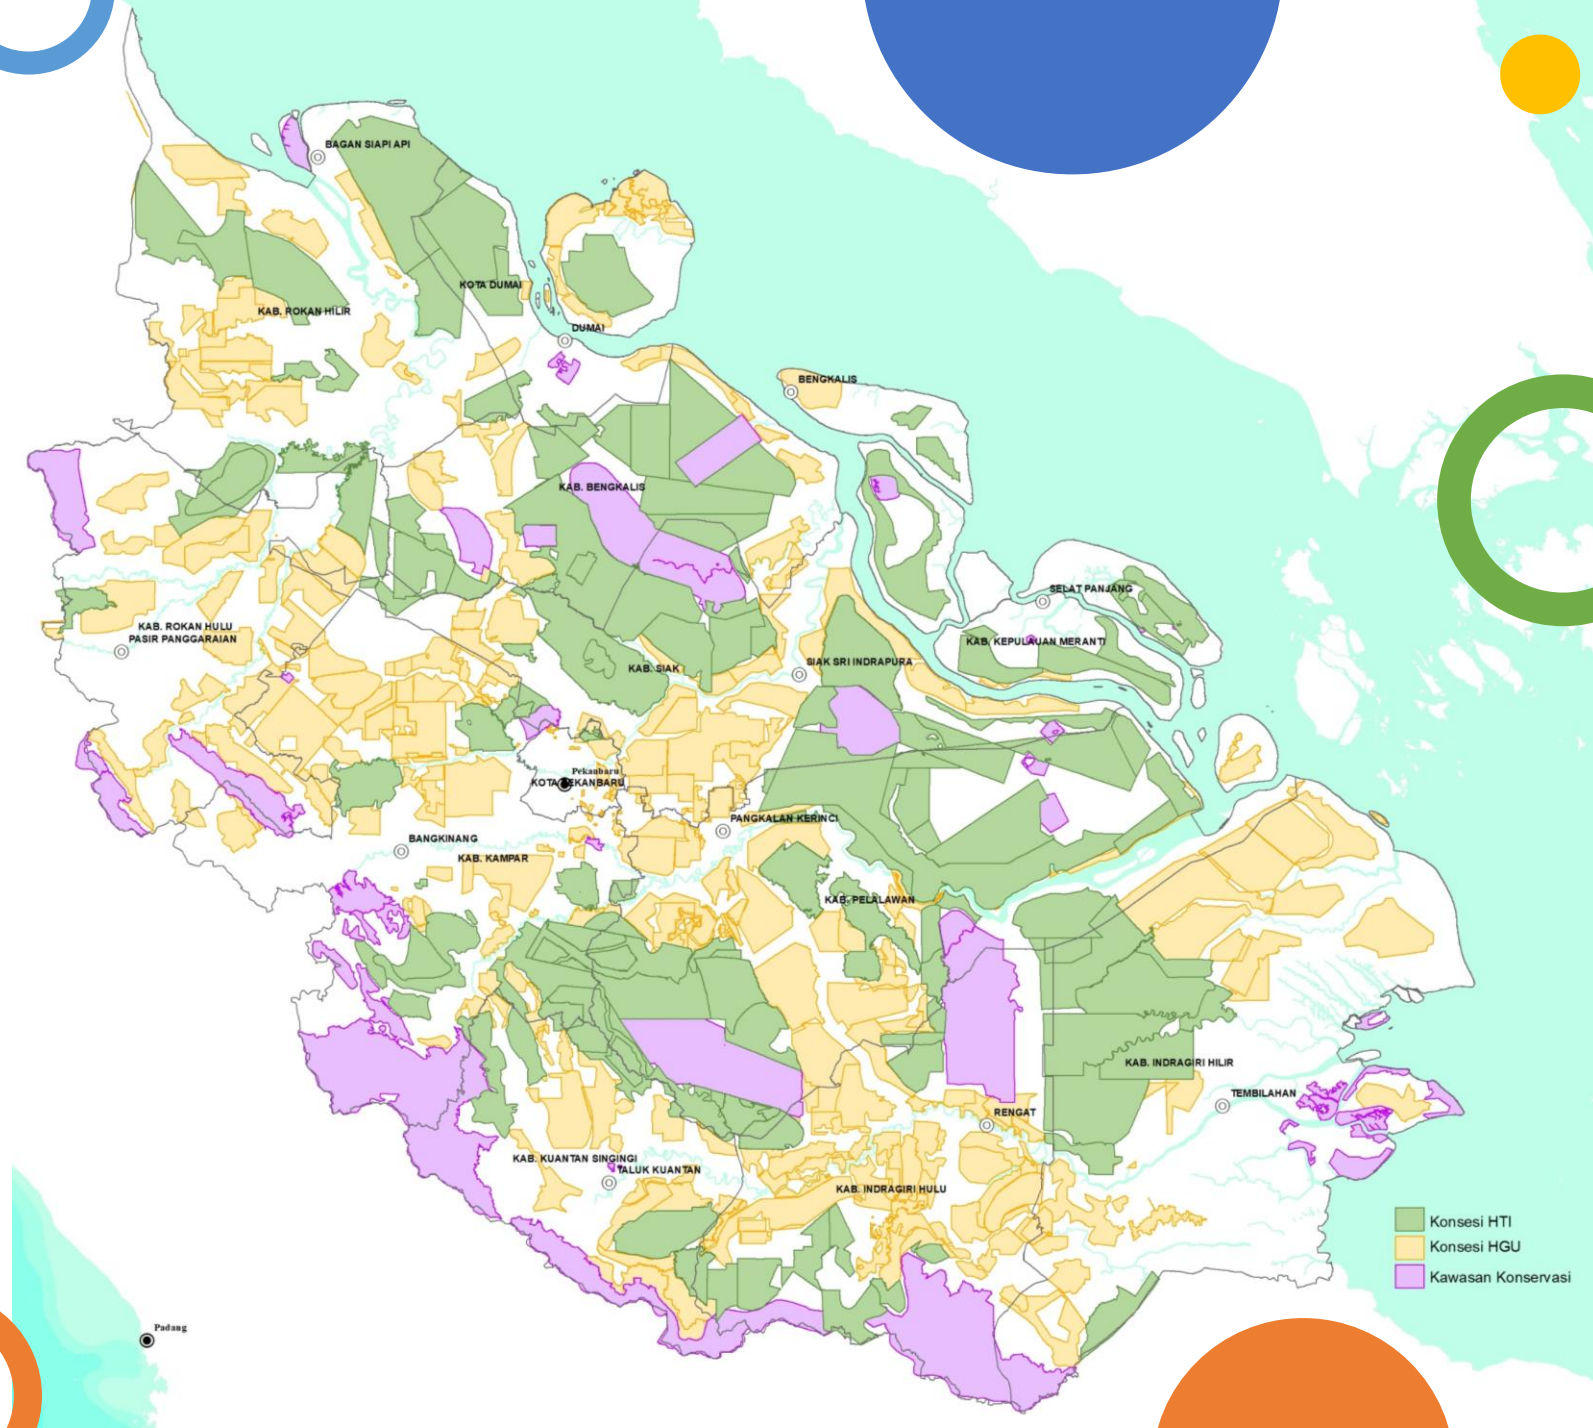 BAGAN SIAPI API
KOTA DUMAI
KAB. ROKAN HILIR
DUMAI
BENGKALIS
KAB. BENGKALIS
SELAT PANJANG
KAB. ROKAN HULU
PASIR PANGGARAIAN
KAB. KEPULAUAN MERANTI
KAB. SIAK
SIAK SRI INDRAPURA
Pekanbaru
KOTA PEKANBARU
PANGKALAN KERINCI
BANGKINANG
KAB. KAMPAR
KAB. PELALAWAN
KAB. INDRAGIRI HILIR
TEMBILAHAN
RENGAT
KAB. KUANTAN SINGINGI
TALUK KUANTAN
KAB. INDRAGIRI HULU
Konsesi HTI
Konsesi HGU
Kawasan Konservasi
Padang